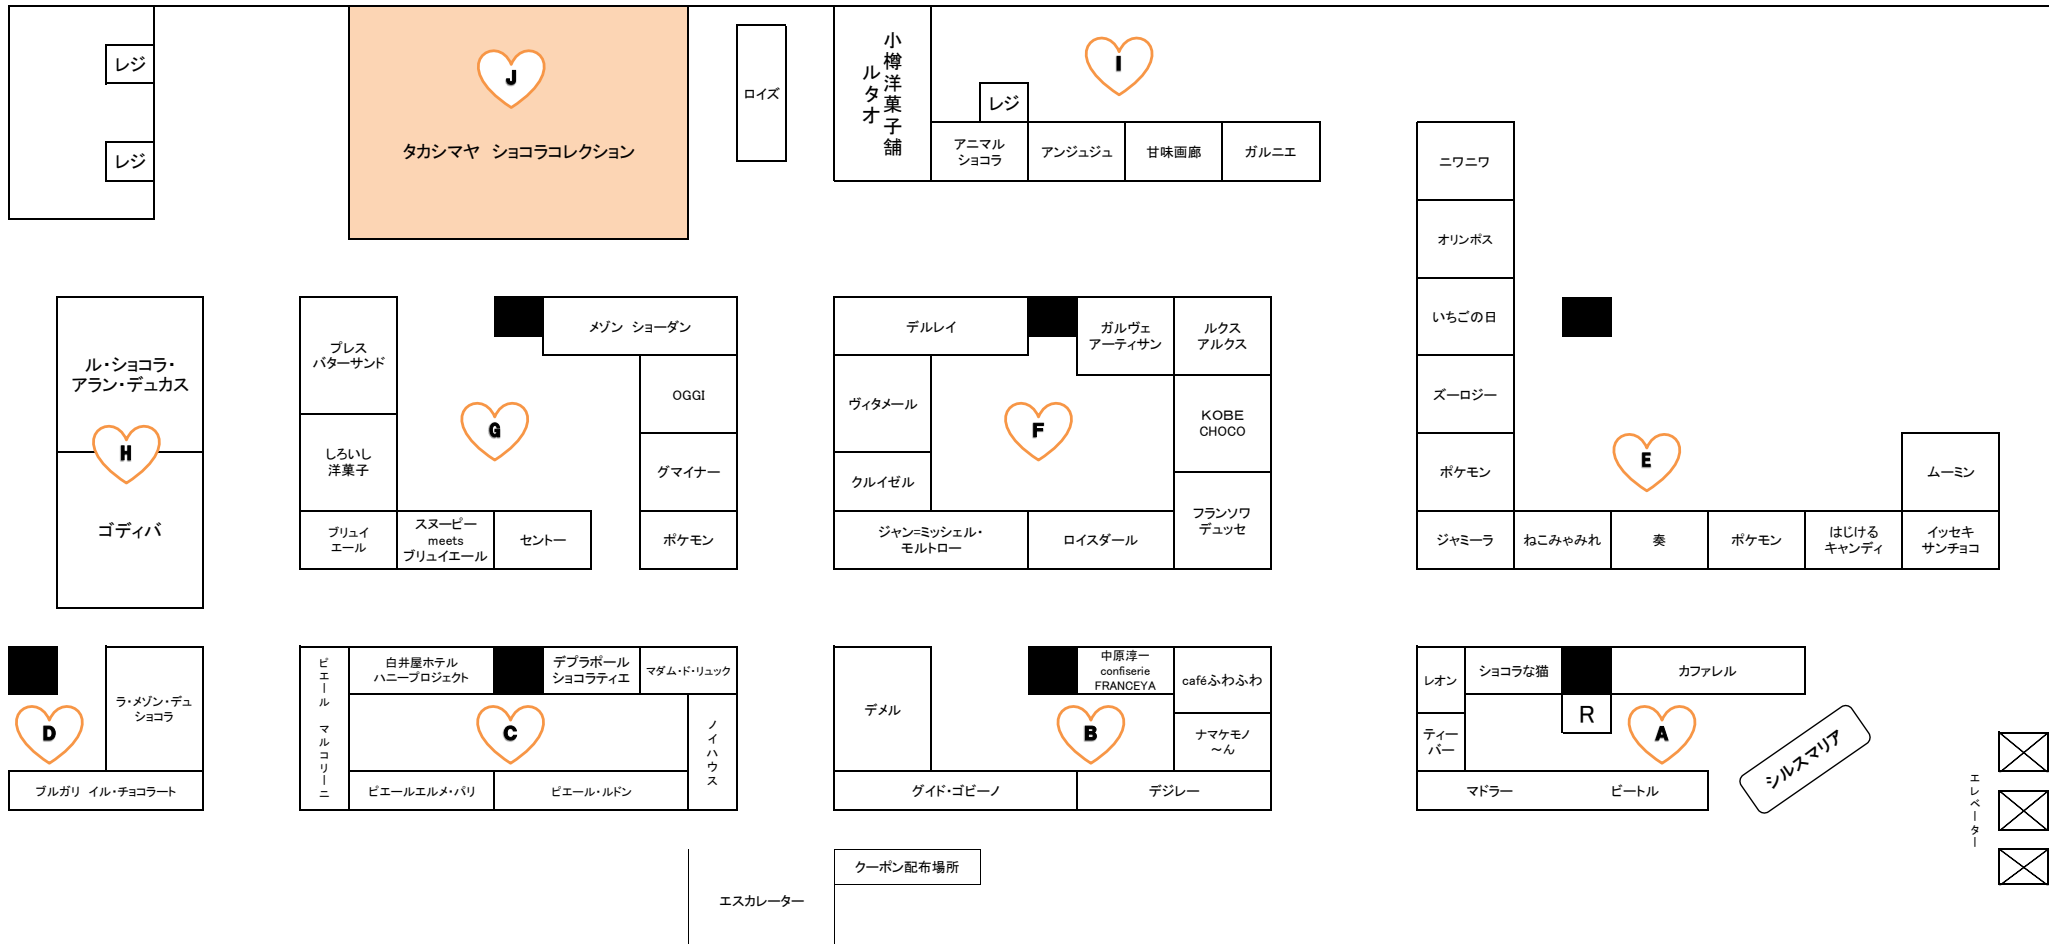 レジ
レジ
J
タカシマヤ ショコラコレクション
ロイズ
小樽洋菓子舗
ルタオ
I
レジ
アニマル
ショコラ
アンジュジュ
甘味画廊
ガルニエ
ニワニワ
オリンポス
いちごの日
ズーロジー
ポケモン
ジャミーラ
ねこみゃみれ
奏
ポケモン
はじける
キャンディ
イッセキ
サンチョコ
ムーミン
E
ル・ショコラ・
アラン・デュカス
H
ゴディバ
プレス
バターサンド
しろいし
洋菓子
ブリュイ
エール
スヌーピー
meets
ブリュイエール
セントー
G
メゾン ショーダン
OGGI
グマイナー
ポケモン
デルレイ
ガルヴェ
アーティサン
ルクス
アルクス
ヴィタメール
F
KOBE
CHOCO
クルイゼル
ジャン=ミッシェル・
モルトロー
ロイスダール
フランソワ
デュッセ
D
ラ・メゾン・デュ
ショコラ
ブルガリ イル・チョコラート
ピエール マルコリーニ
白井屋ホテル
ハニープロジェクト
デプラポール
ショコラティエ
マダム・ド・リュック
C
ノイハウス
ピエールエルメ・パリ
ピエール・ルドン
デメル
中原淳一
confiserie
FRANCEYA
caféふわふわ
B
ナマケモノ
～ん
グイド・ゴビーノ
デジレー
レオン
ショコラな猫
カファレル
R
A
ティー
バー
マドラー
ビートル
シルスマリア
エレベーター
クーポン配布場所
エスカレーター